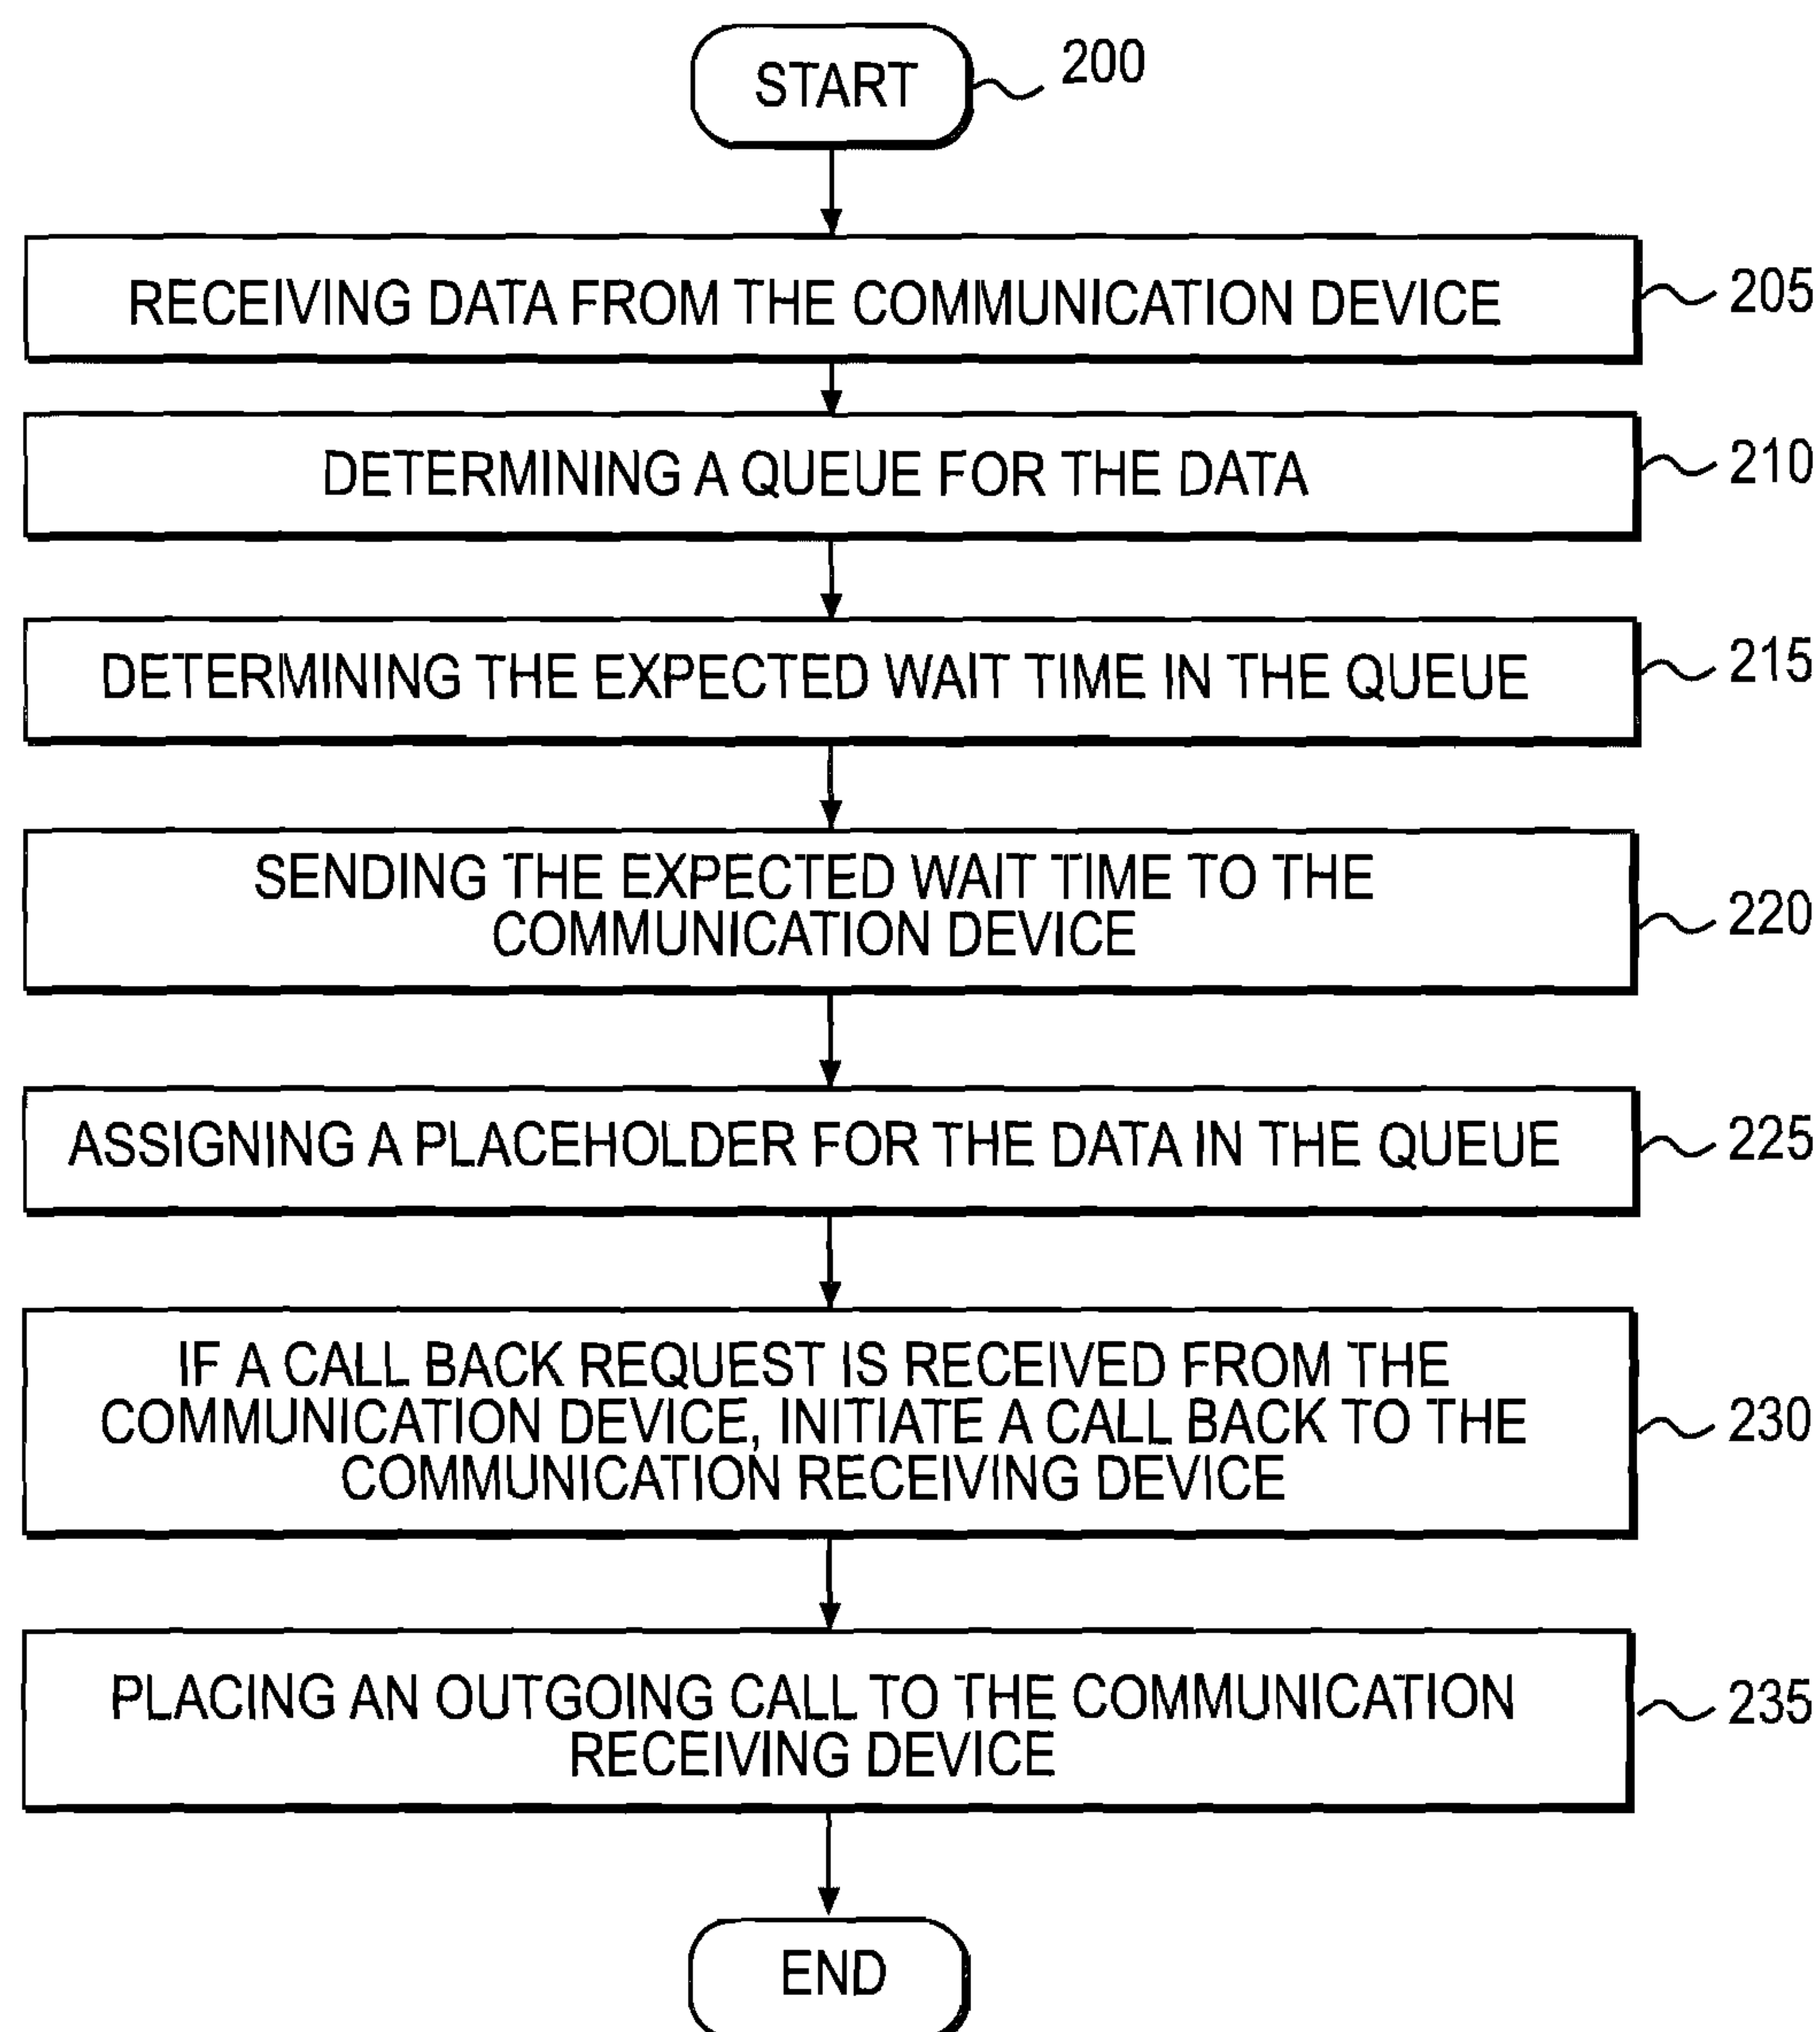 START
200
RECEIVING DATA FROM THE COMMUNICATION DEVICE
205
DETERMINING A QUEUE FOR THE DATA
210
DETERMINING THE EXPECTED WAIT TIME IN THE QUEUE
215
SENDING THE EXPECTED WAIT TIME TO THE
COMMUNICATION DEVICE
220
ASSIGNING A PLACEHOLDER FOR THE DATA IN THE QUEUE
225
IF A CALL BACK REQUEST IS RECEIVED FROM THE
COMMUNICATION DEVICE, INITIATE A CALL BACK TO THE
COMMUNICATION RECEIVING DEVICE
230
PLACING AN OUTGOING CALL TO THE COMMUNICATION
RECEIVING DEVICE
235
END